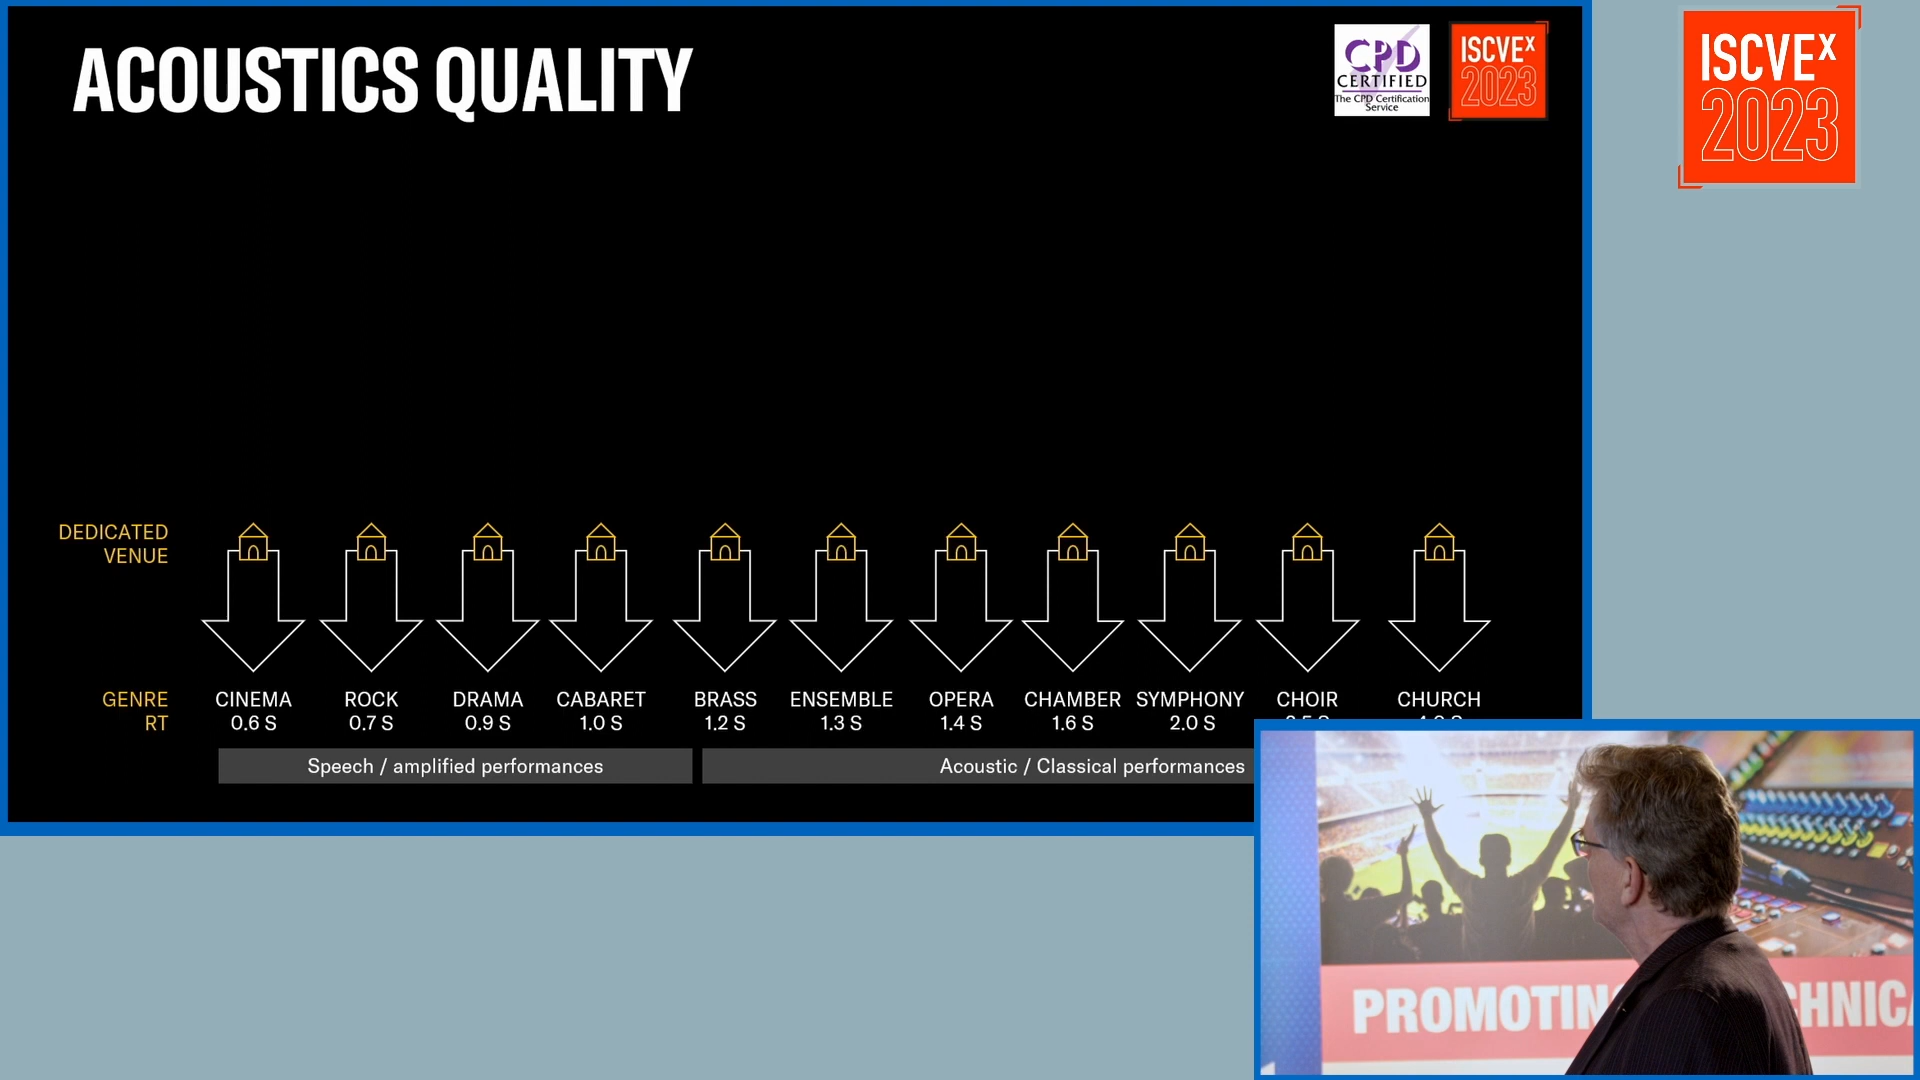 ACOUSTICS QUALITY
CPD
CERTIFIED
The CPD Certification
Service
ISCVEx
2023
ISCVEx
2023
DEDICATED
VENUE
GENRE CINEMA ROCK DRAMA CABARET BRASS ENSEMBLE OPERA CHAMBER SYMPHONY CHOIR CHURCH
RT 0.6 S 0.7 S 0.9 S 1.0 S 1.2 S 1.3 S 1.4 S 1.6 S 2.0 S
Speech / amplified performances Acoustic / Classical performances